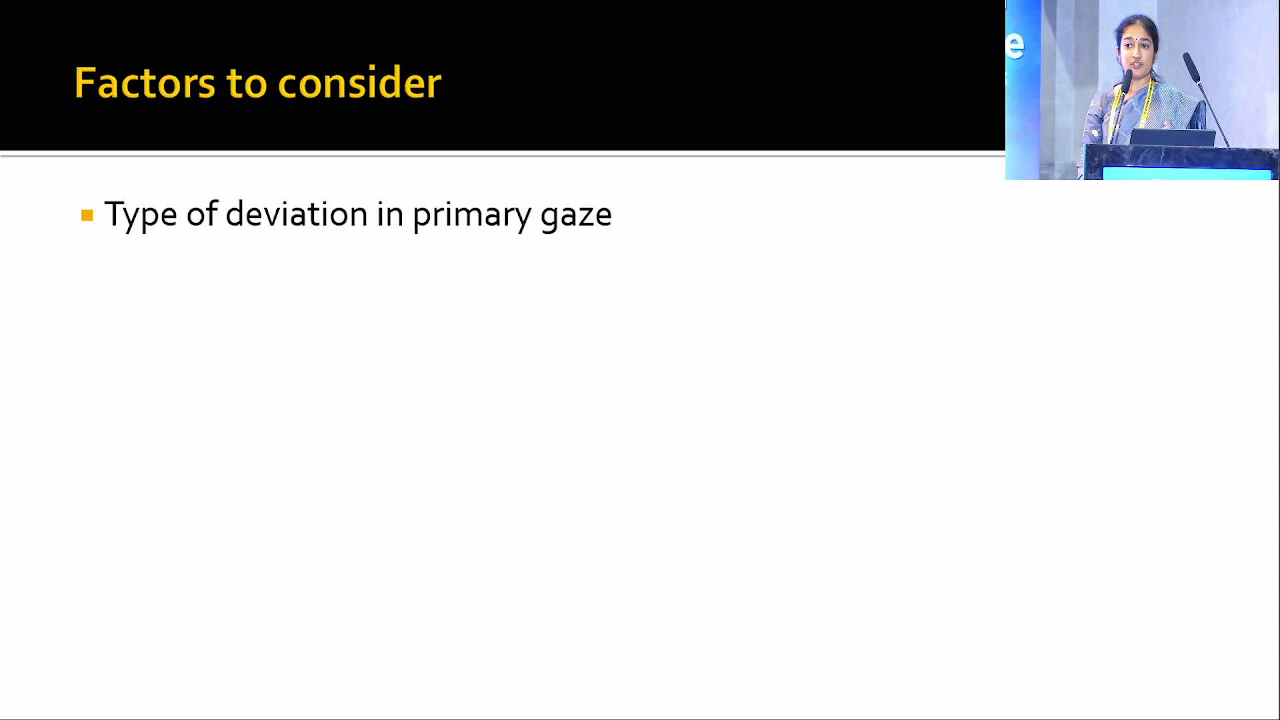 Factors to consider
Type of deviation in primary gaze
e